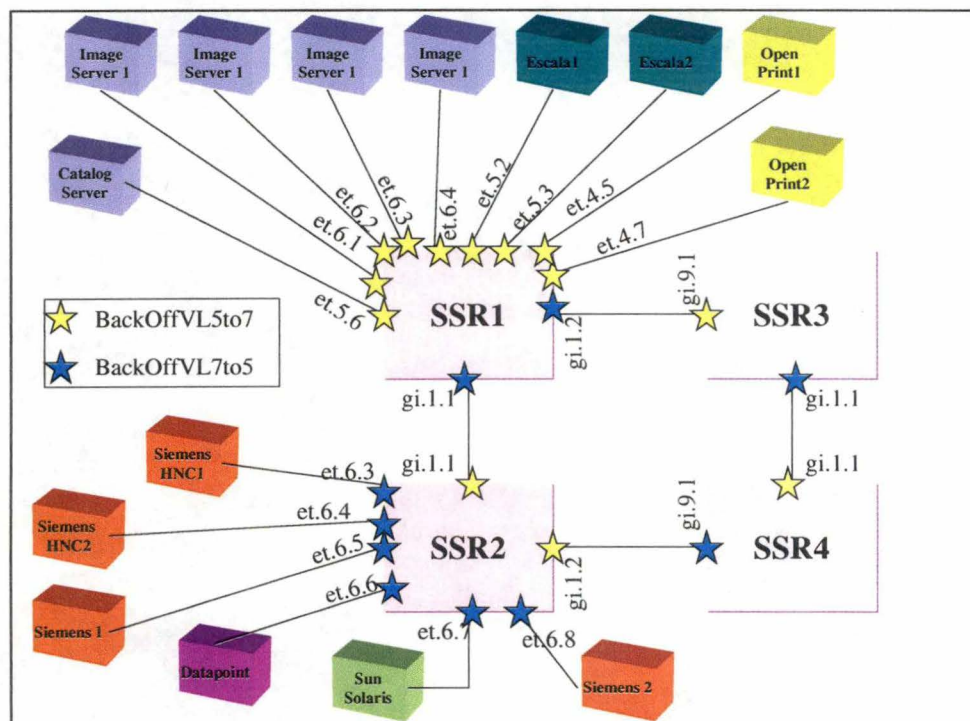 Image
Server 1
Image
Server 1
Image
Server 1
Image
Server 1
Escala1
Escala2
Open
Print1
Catalog
Server
Open
Print2
et.6.1
et.6.2
et.6.3
et.6.4
et.5.2
et.5.3
et.4.5
et.4.7
et.5.6
SSR1
gi.1.2
gi.9.1
SSR3
BackOffVL5to7
BackOffVL7to5
gi.1.1
gi.1.1
Siemens
HNC1
et.6.3
gi.1.1
gi.1.1
Siemens
HNC2
et.6.4
et.6.5
et.6.6
SSR2
gi.1.2
gi.9.1
SSR4
Siemens 1
Datapoint
et.6.7
et.6.8
Sun
Solaris
Siemens 2